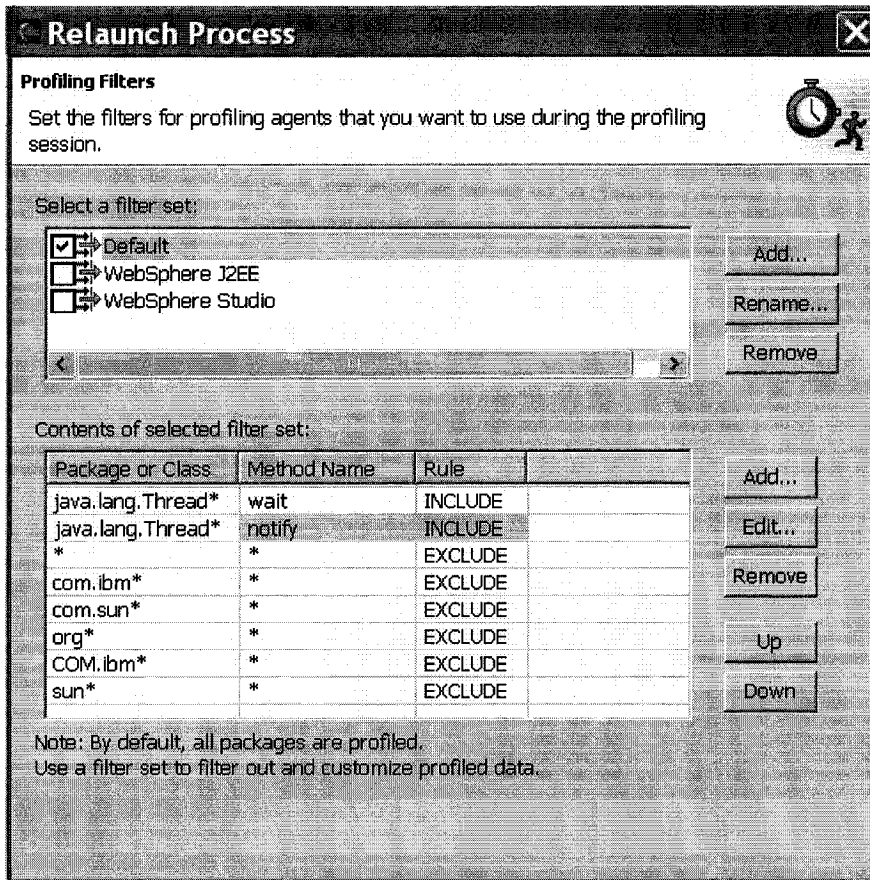 Relaunch Process
Profiling Filters
Set the filters for profiling agents that you want to use during the profiling
session.
Select a filter set:
Default
WebSphere J2EE
WebSphere Studio
Add...
Rename...
Remove
Contents of selected filter set:
Package or Class Method Name Rule
java.lang.Thread* wait INCLUDE
java.lang.Thread* notify INCLUDE
* * EXCLUDE
com.ibm* * EXCLUDE
com.sun* * EXCLUDE
org* * EXCLUDE
COM.ibm* * EXCLUDE
sun* * EXCLUDE
Add...
Edit...
Remove
Up
Down
Note: By default, all packages are profiled.
Use a filter set to filter out and customize profiled data.